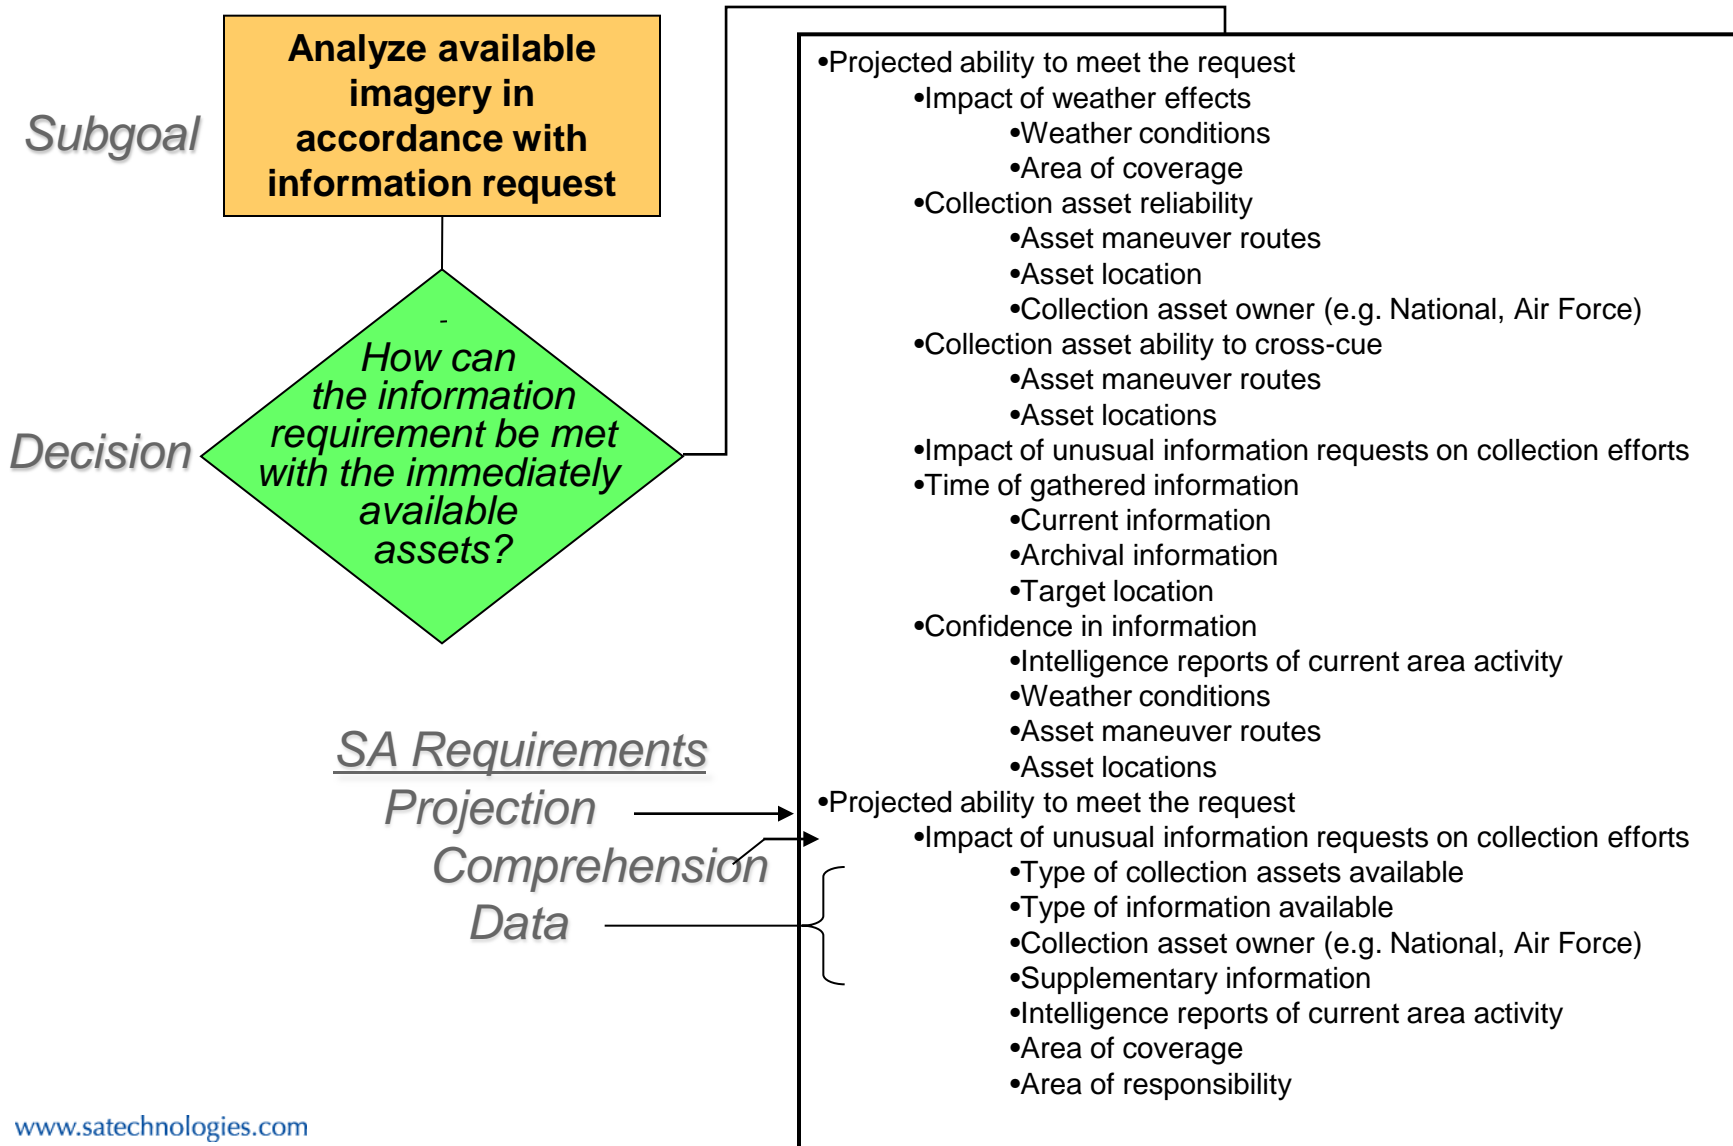 Subgoal
Analyze available
imagery in
accordance with
information request
Decision
-
How can
the information
requirement be met
with the immediately
available
assets?
SA Requirements
Projection
Comprehension
Data
•Projected ability to meet the request
•Impact of weather effects
•Weather conditions
•Area of coverage
•Collection asset reliability
•Asset maneuver routes
•Asset location
•Collection asset owner (e.g. National, Air Force)
•Collection asset ability to cross-cue
•Asset maneuver routes
•Asset locations
•Impact of unusual information requests on collection efforts
•Time of gathered information
•Current information
•Archival information
•Target location
•Confidence in information
•Intelligence reports of current area activity
•Weather conditions
•Asset maneuver routes
•Asset locations
•Projected ability to meet the request
•Impact of unusual information requests on collection efforts
•Type of collection assets available
•Type of information available
•Collection asset owner (e.g. National, Air Force)
•Supplementary information
•Intelligence reports of current area activity
•Area of coverage
•Area of responsibility
www.satechnologies.com